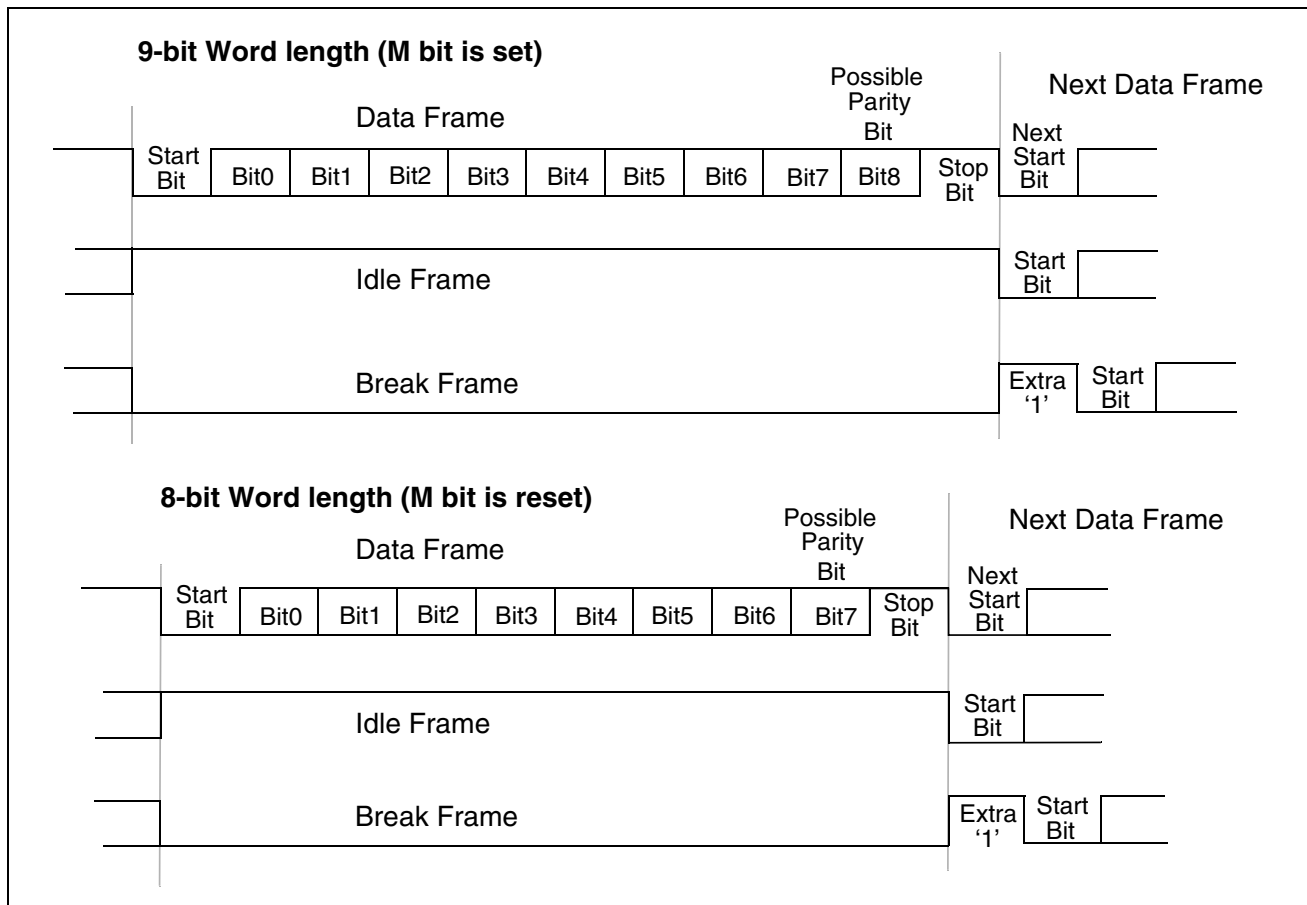 9-bit Word length (M bit is set)
Possible
Parity
Bit
Next Data Frame
Data Frame
Start
Bit
Bit0 Bit1 Bit2 Bit3 Bit4 Bit5 Bit6 Bit7 Bit8
Stop
Bit
Next
Start
Bit
Idle Frame
Start
Bit
Break Frame
Extra
‘1’
Start
Bit
8-bit Word length (M bit is reset)
Possible
Parity
Bit
Next Data Frame
Data Frame
Start
Bit
Bit0 Bit1 Bit2 Bit3 Bit4 Bit5 Bit6 Bit7
Stop
Bit
Next
Start
Bit
Idle Frame
Start
Bit
Break Frame
Extra
‘1’
Start
Bit